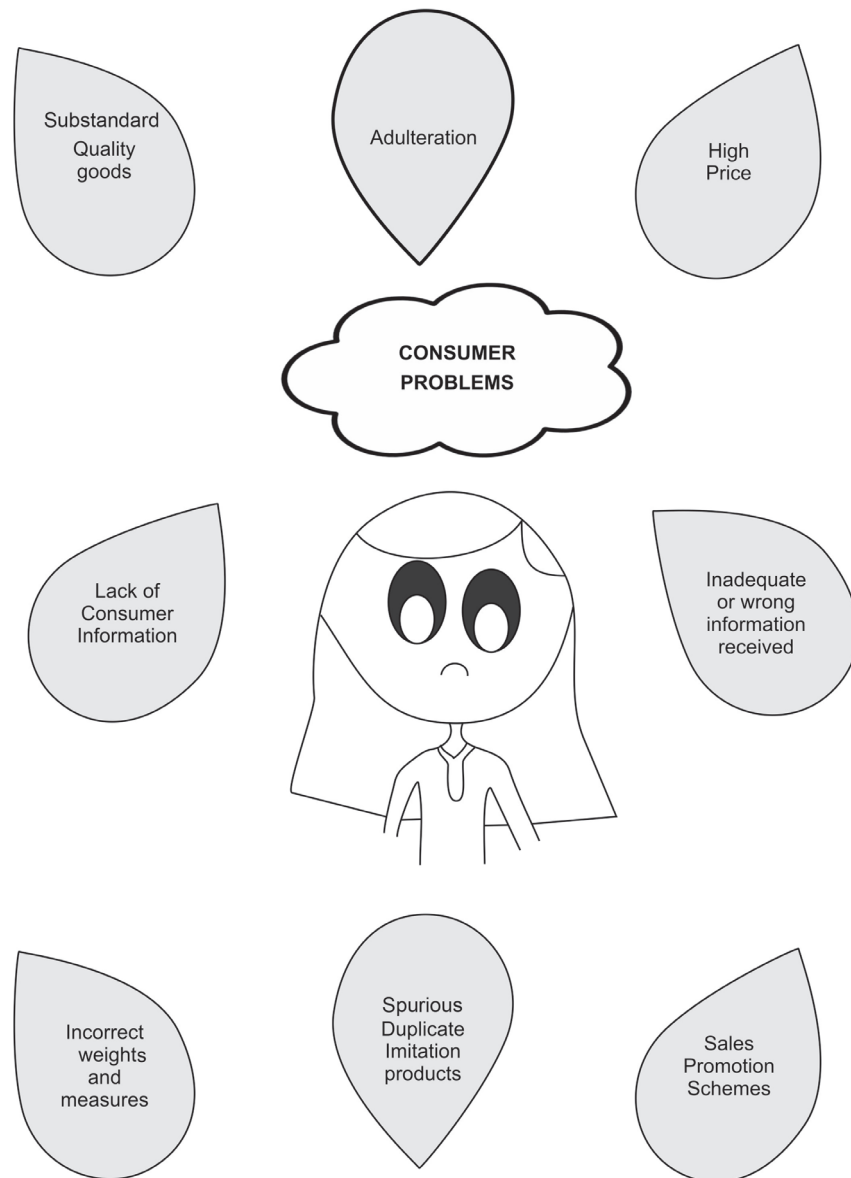 Substandard
Quality
goods
Adulteration
High
Price
CONSUMER
PROBLEMS
Lack of
Consumer
Information
Inadequate
or wrong
information
received
Incorrect
weights
and
measures
Spurious
Duplicate
Imitation
products
Sales
Promotion
Schemes